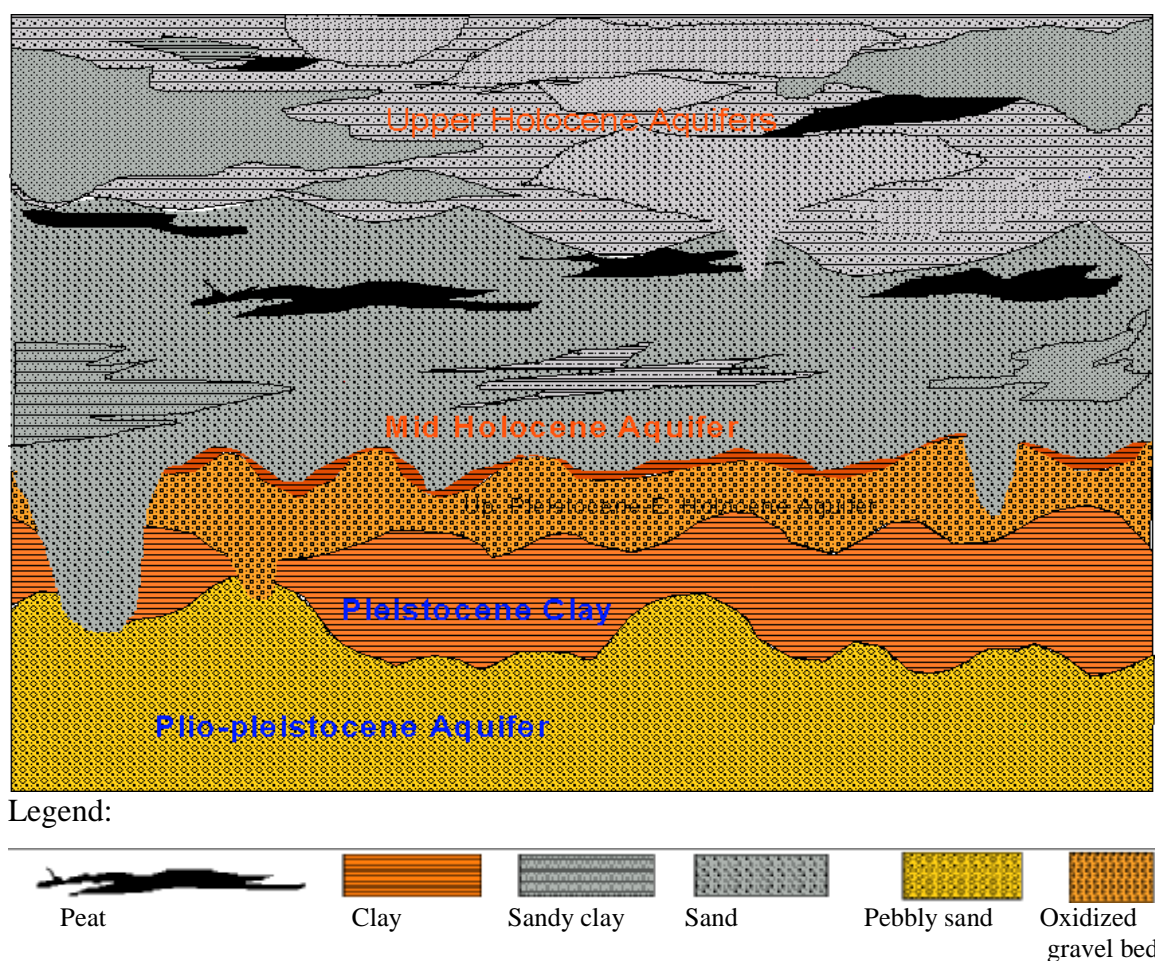 Upper Holocene Aquifers
Mid Holocene Aquifer
Up. Pleistocene-E. Holocene Aquifer
Pleistocene Clay
Plio-pleistocene Aquifer
Legend:
Peat
Clay
Sandy clay
Sand
Pebbly sand
Oxidized
gravel bed